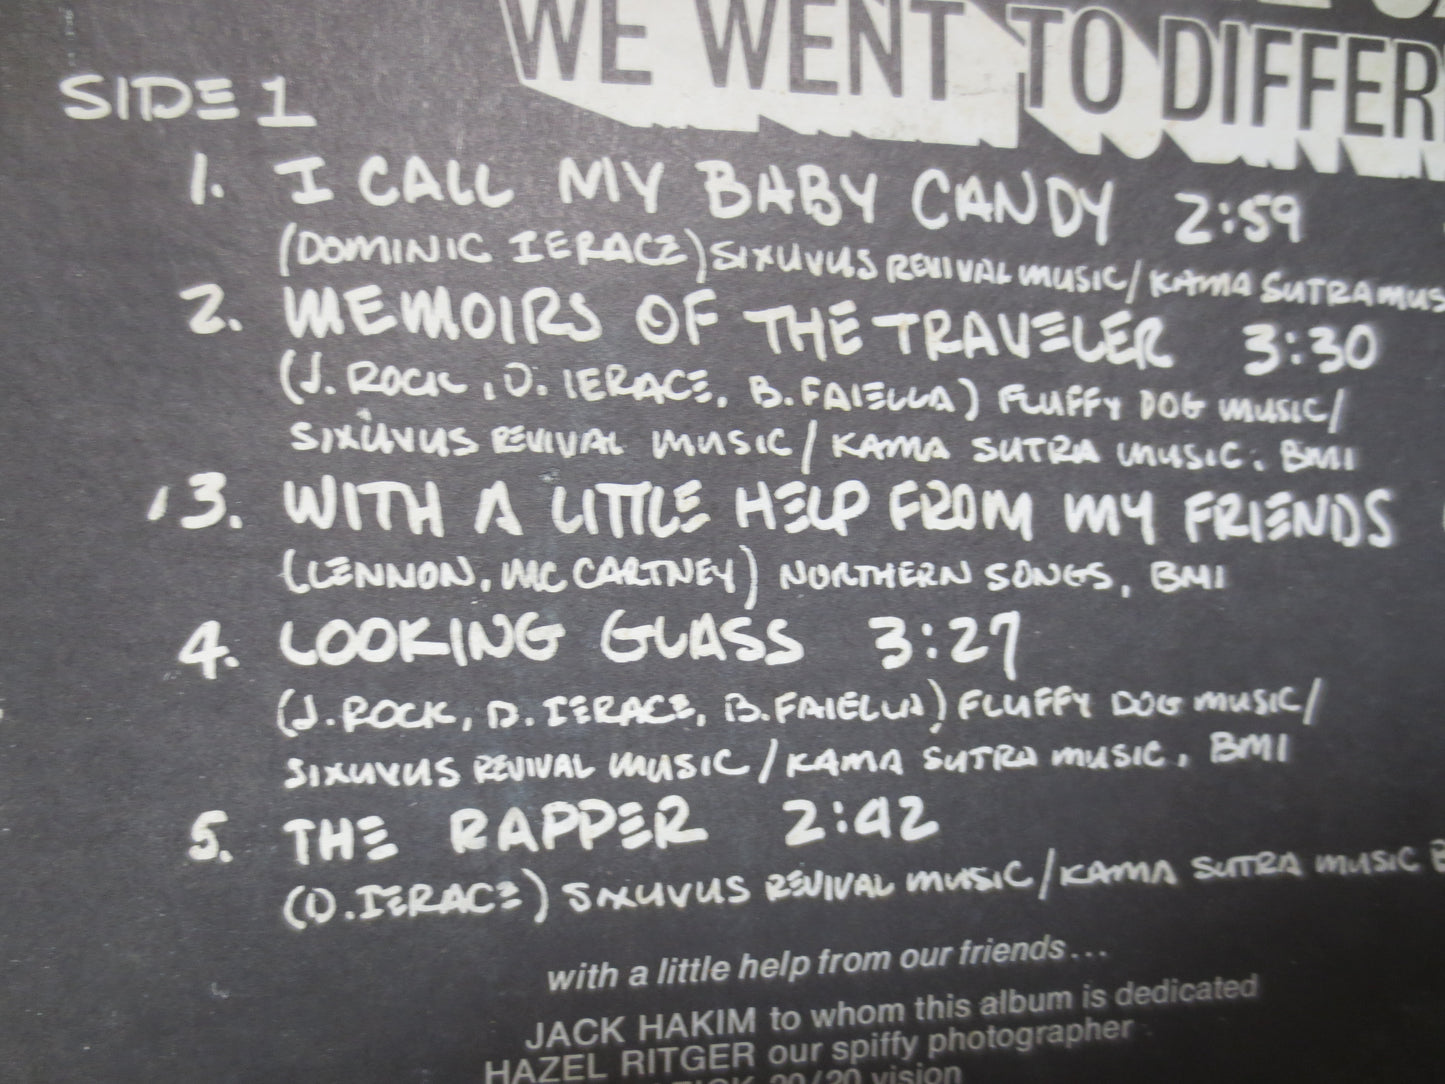 WE WENT TO DIFFER
SIDE 1
1. I CALL MY BABY CANDY 2:59
(DOMINIC IERACE) SIXUVUS REVIVAL MUSIC/KAMA SUTRA MUS
2. MEMOIRS OF THE TRAVELER 3:30
(J. ROCK, D. IERACE, B. FAIELLA) FLUFFY DOG MUSIC/
SIXUVUS REVIVAL MUSIC/KAMA SUTRA MUSIC. BMI
3. WITH A LITTLE HELP FROM MY FRIENDS
(LENNON, MC CARTNEY) NORTHERN SONGS, BMI
4. LOOKING GLASS 3:27
(J. ROCK, D. IERACE, B. FAIELLA) FLUFFY DOG MUSIC/
SIXUVUS REVIVAL MUSIC/KAMA SUTRA MUSIC, BMI
5. THE RAPPER 2:42
(D. IERACE) SIXUVUS REVIVAL MUSIC/KAMA SUTRA MUSIC B
with a little help from our friends...
JACK HAKIM to whom this album is dedicated
HAZEL RITGER our spiffy photographer
20/20 vision